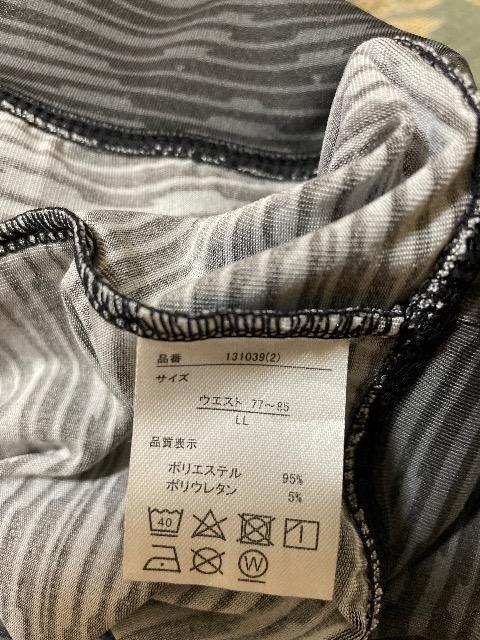 品番 131039(2)
サイズ
ウエスト 77～85
LL
品質表示
ポリエステル 95%
ポリウレタン 5%
40
W